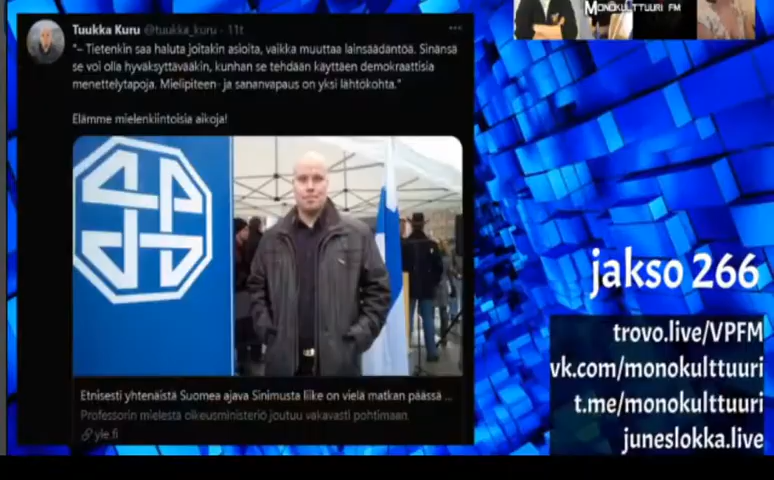 MONOKULTTUURI FM
Tuukka Kuru @tuukka_kuru · 11t
"– Tietenkin saa haluta joitakin asioita, vaikka muuttaa lainsäädäntöä. Sinänsä
se voi olla hyväksyttävääkin, kunhan se tehdään käyttäen demokraattisia
menettelytapoja. Mielipiteen- ja sananvapaus on yksi lähtökohta."
Elämme mielenkiintoisia aikoja!
Etnisesti yhtenäistä Suomea ajava Sinimusta liike on vielä matkan päässä ...
Professorin mielestä oikeusministeriö joutuu vakavasti pohtimaan
yle.fi
jakso 266
trovo.live/VPFM
vk.com/monokulttuuri
t.me/monokulttuuri
juneslokka.live